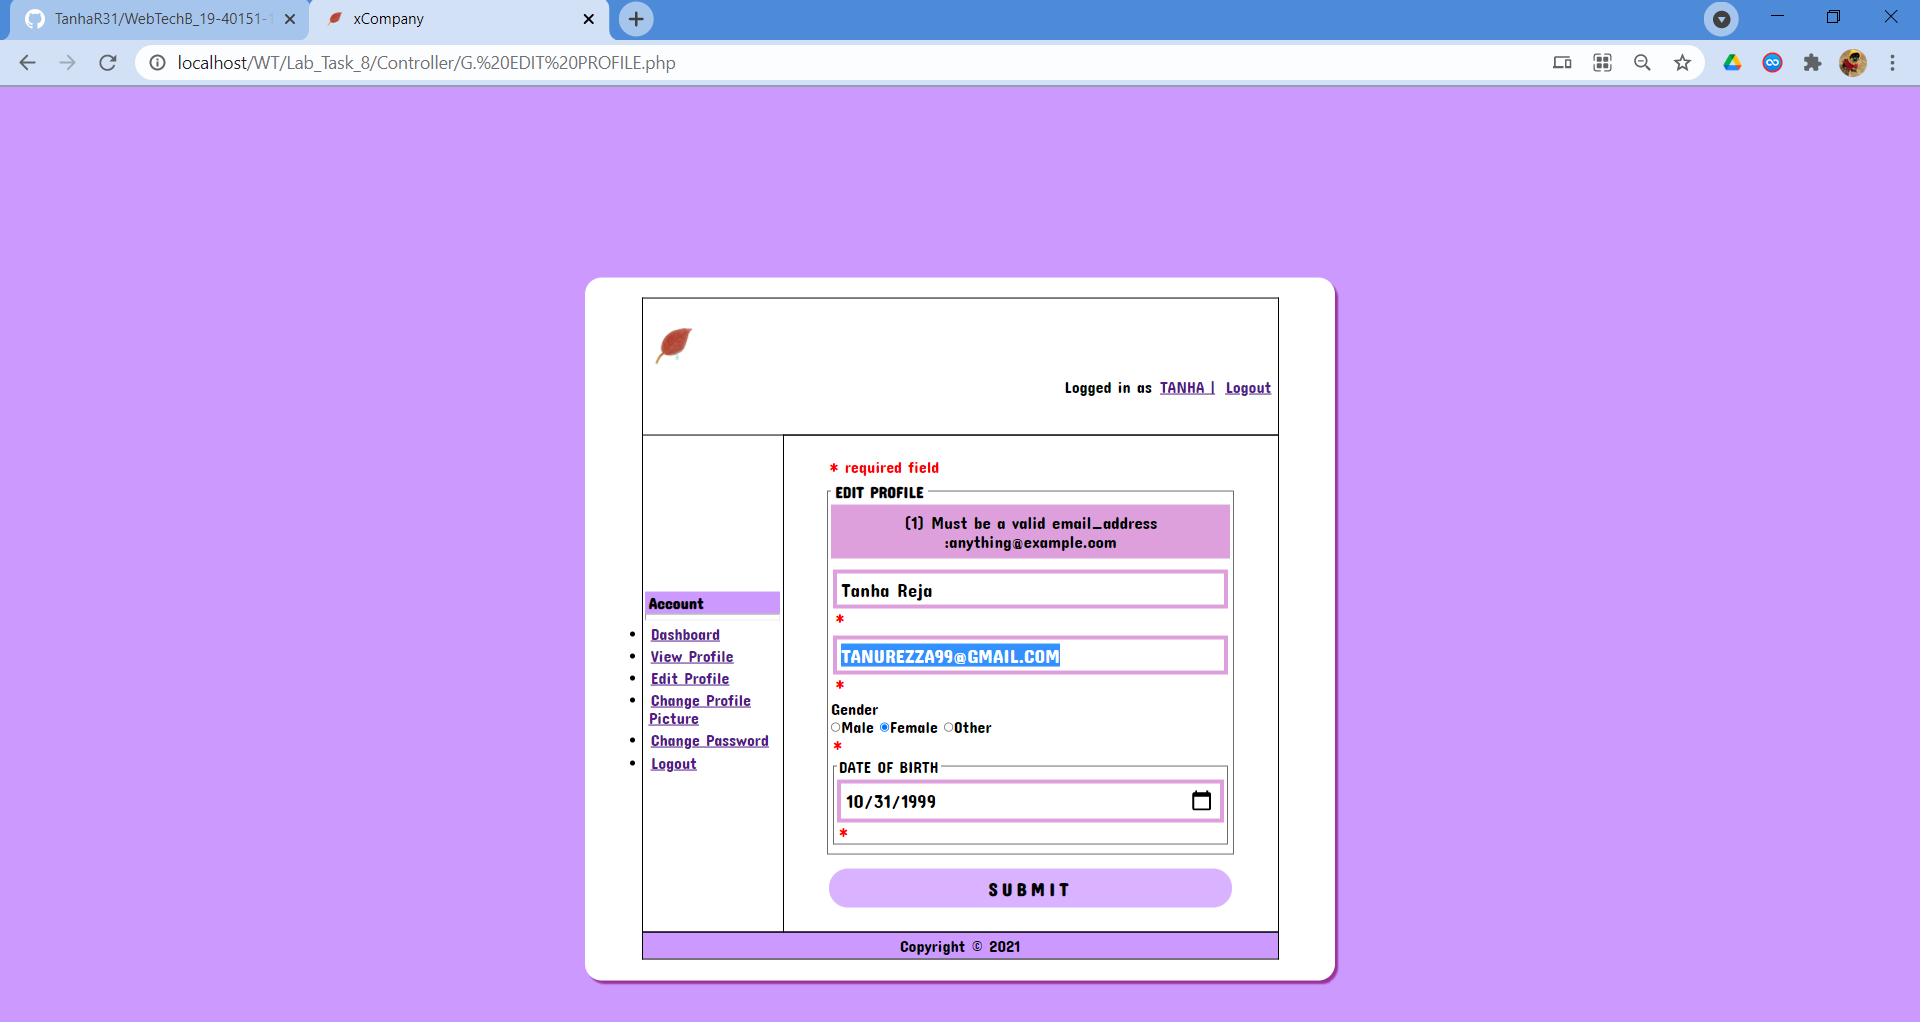 TanhaR31/WebTechB_19-40151-1
xCompany
localhost/WT/Lab_Task_8/Controller/G.%20EDIT%20PROFILE.php
Logged in as TANHA | Logout
* required field
EDIT PROFILE
(1) Must be a valid email_address
:anything@example.com
Tanha Reja
*
Account
Dashboard
View Profile
Edit Profile
Change Profile
Picture
Change Password
Logout
TANUREZZA99@GMAIL.COM
*
Gender
Male Female Other
*
DATE OF BIRTH
10/31/1999
*
SUBMIT
Copyright © 2021